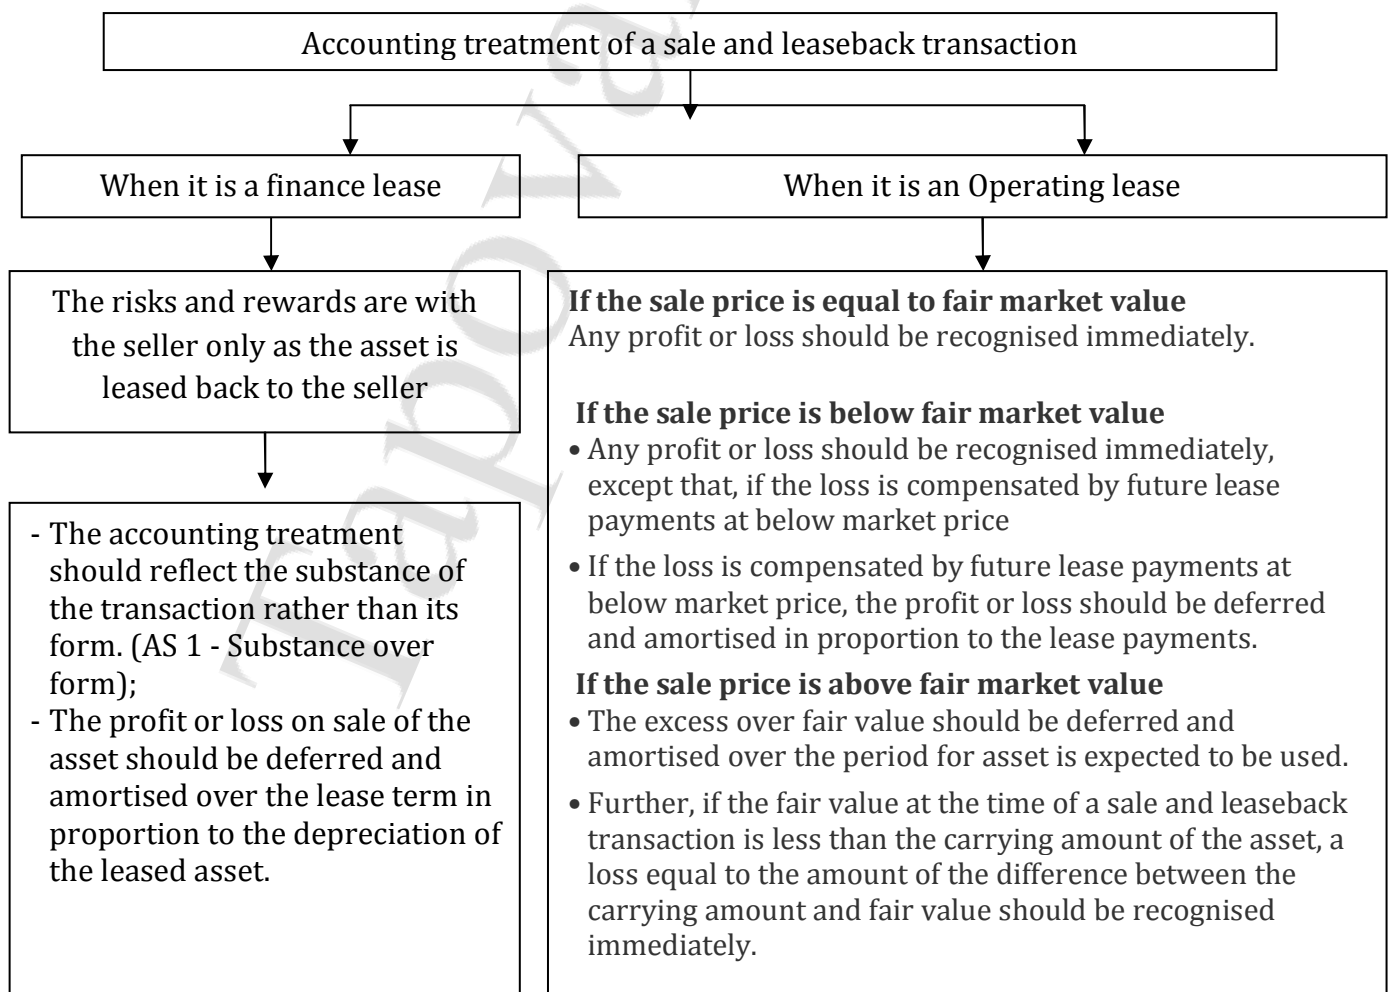 Accounting treatment of a sale and leaseback transaction
When it is a finance lease
When it is an Operating lease
The risks and rewards are with
the seller only as the asset is
leased back to the seller
- The accounting treatment
should reflect the substance of
the transaction rather than its
form. (AS 1 - Substance over
form);
- The profit or loss on sale of the
asset should be deferred and
amortised over the lease term in
proportion to the depreciation of
the leased asset.
If the sale price is equal to fair market value
Any profit or loss should be recognised immediately.
If the sale price is below fair market value
• Any profit or loss should be recognised immediately,
except that, if the loss is compensated by future lease
payments at below market price
• If the loss is compensated by future lease payments at
below market price, the profit or loss should be deferred
and amortised in proportion to the lease payments.
If the sale price is above fair market value
• The excess over fair value should be deferred and
amortised over the period for asset is expected to be used.
• Further, if the fair value at the time of a sale and leaseback
transaction is less than the carrying amount of the asset, a
loss equal to the amount of the difference between the
carrying amount and fair value should be recognised
immediately.
Tapova